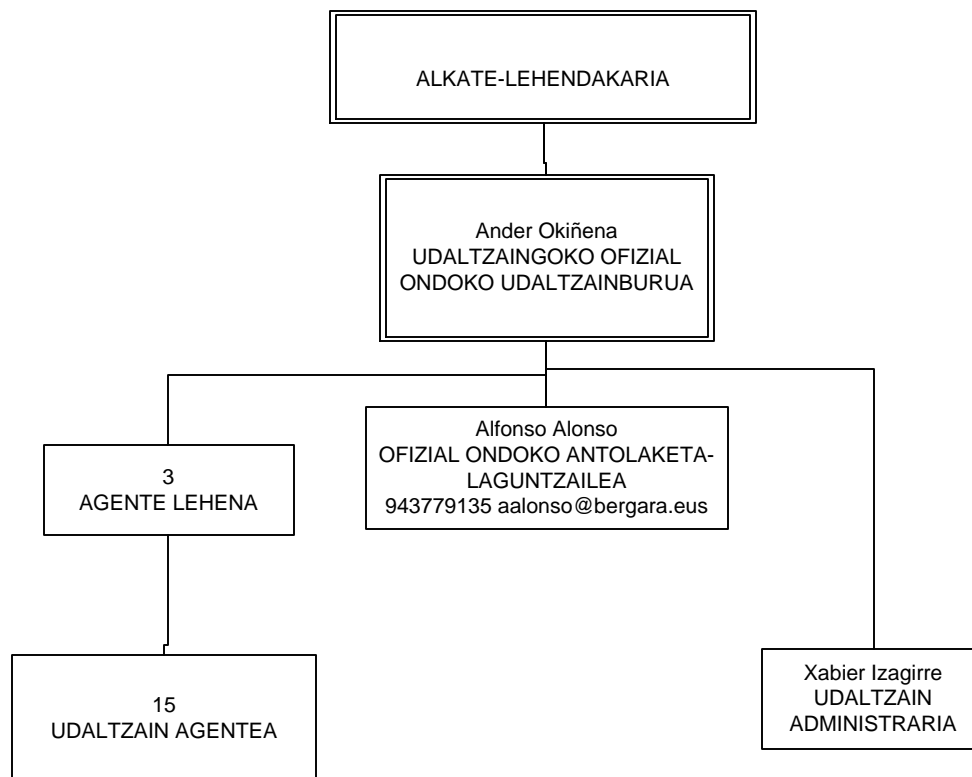 ALKATE-LEHENDAKARIA
Ander Okiñena
UDALTZAINGOKO OFIZIAL
ONDOKO UDALTZAINBURUA
Alfonso Alonso
OFIZIAL ONDOKO ANTOLAKETA-
LAGUNTZAILEA
943779135 aalonso@bergara.eus
3
AGENTE LEHENA
15
UDALTZAIN AGENTEA
Xabier Izagirre
UDALTZAIN
ADMINISTRARIA